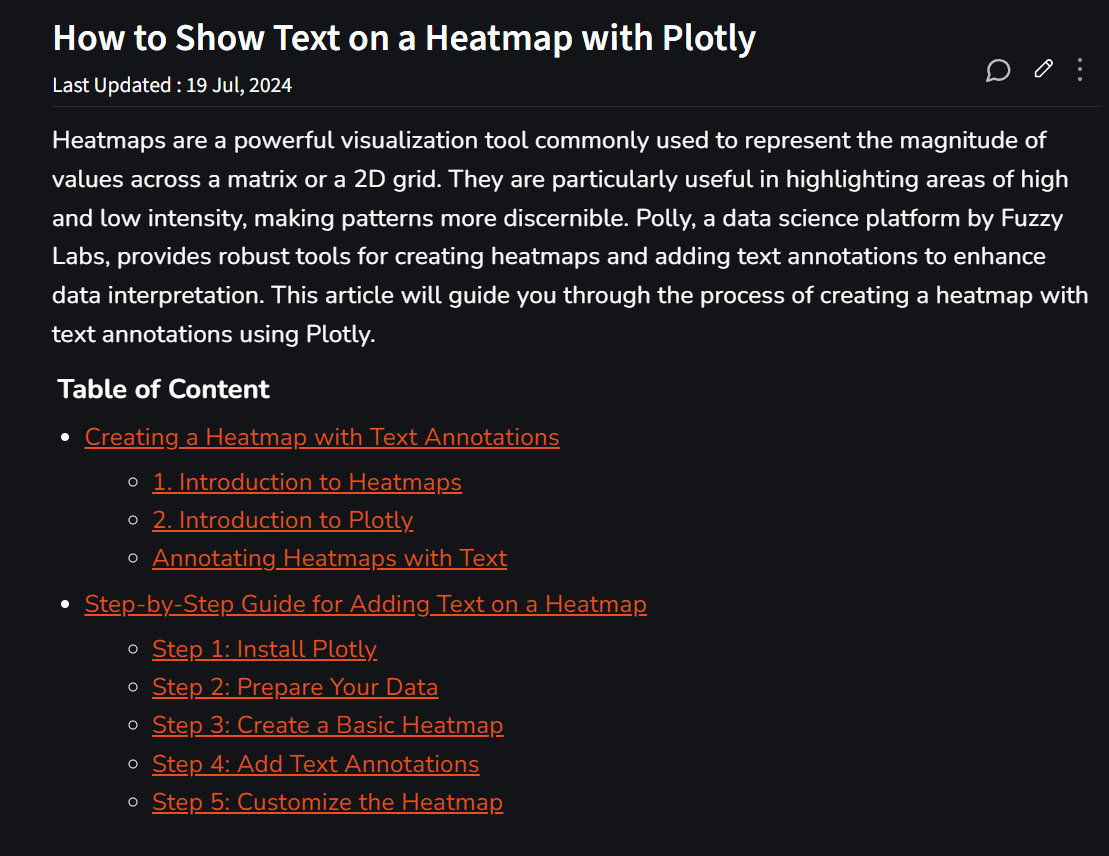 How to Show Text on a Heatmap with Plotly
Last Updated : 19 Jul, 2024
Heatmaps are a powerful visualization tool commonly used to represent the magnitude of
values across a matrix or a 2D grid. They are particularly useful in highlighting areas of high
and low intensity, making patterns more discernible. Polly, a data science platform by Fuzzy
Labs, provides robust tools for creating heatmaps and adding text annotations to enhance
data interpretation. This article will guide you through the process of creating a heatmap with
text annotations using Plotly.
Table of Content
Creating a Heatmap with Text Annotations
1. Introduction to Heatmaps
2. Introduction to Plotly
Annotating Heatmaps with Text
Step-by-Step Guide for Adding Text on a Heatmap
Step 1: Install Plotly
Step 2: Prepare Your Data
Step 3: Create a Basic Heatmap
Step 4: Add Text Annotations
Step 5: Customize the Heatmap